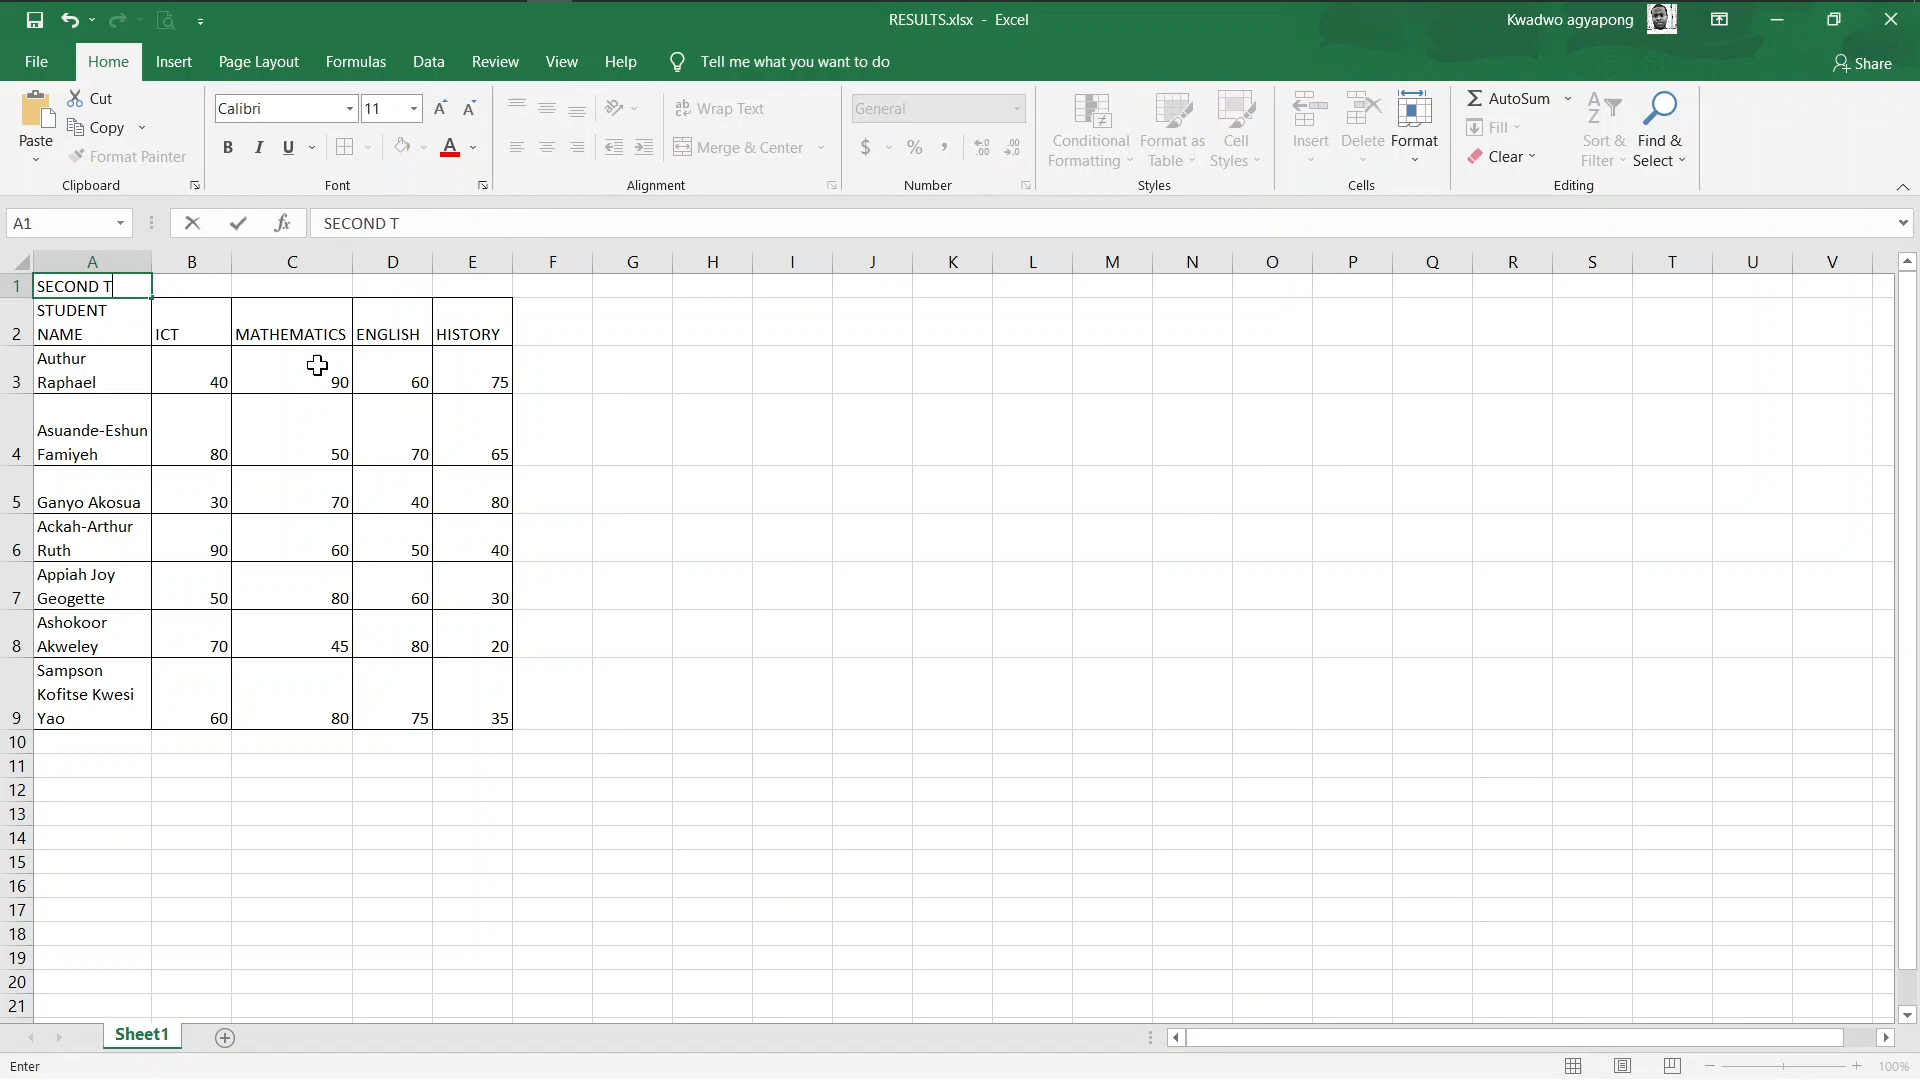 RESULTS.xlsx - Excel
Kwadwo agyapong
File Home Insert Page Layout Formulas Data Review View Help Tell me what you want to do Share
Paste
Cut
Copy
Format Painter
Clipboard
Calibri 11
B I U A
Font
Wrap Text
Merge & Center
Alignment
General
$ % ,
Number
Conditional Formatting
Format as Table
Cell Styles
Styles
Insert
Delete
Format
Cells
AutoSum
Fill
Clear
Sort & Filter
Find & Select
Editing
A1 fx SECOND T
A B C D E F G H I J K L M N O P Q R S T U V
1 SECOND T
2 STUDENT NAME ICT MATHEMATICS ENGLISH HISTORY
3 Authur Raphael 40 90 60 75
4 Asuande-Eshun Famiyeh 80 50 70 65
5 Ganyo Akosua 30 70 40 80
6 Ackah-Arthur Ruth 90 60 50 40
7 Appiah Joy Geogette 50 80 60 30
8 Ashokoor Akweley 70 45 80 20
9 Sampson Kofitse Kwesi Yao 60 80 75 35
10
11
12
13
14
15
16
17
18
19
20
21
Sheet1
Enter 100%